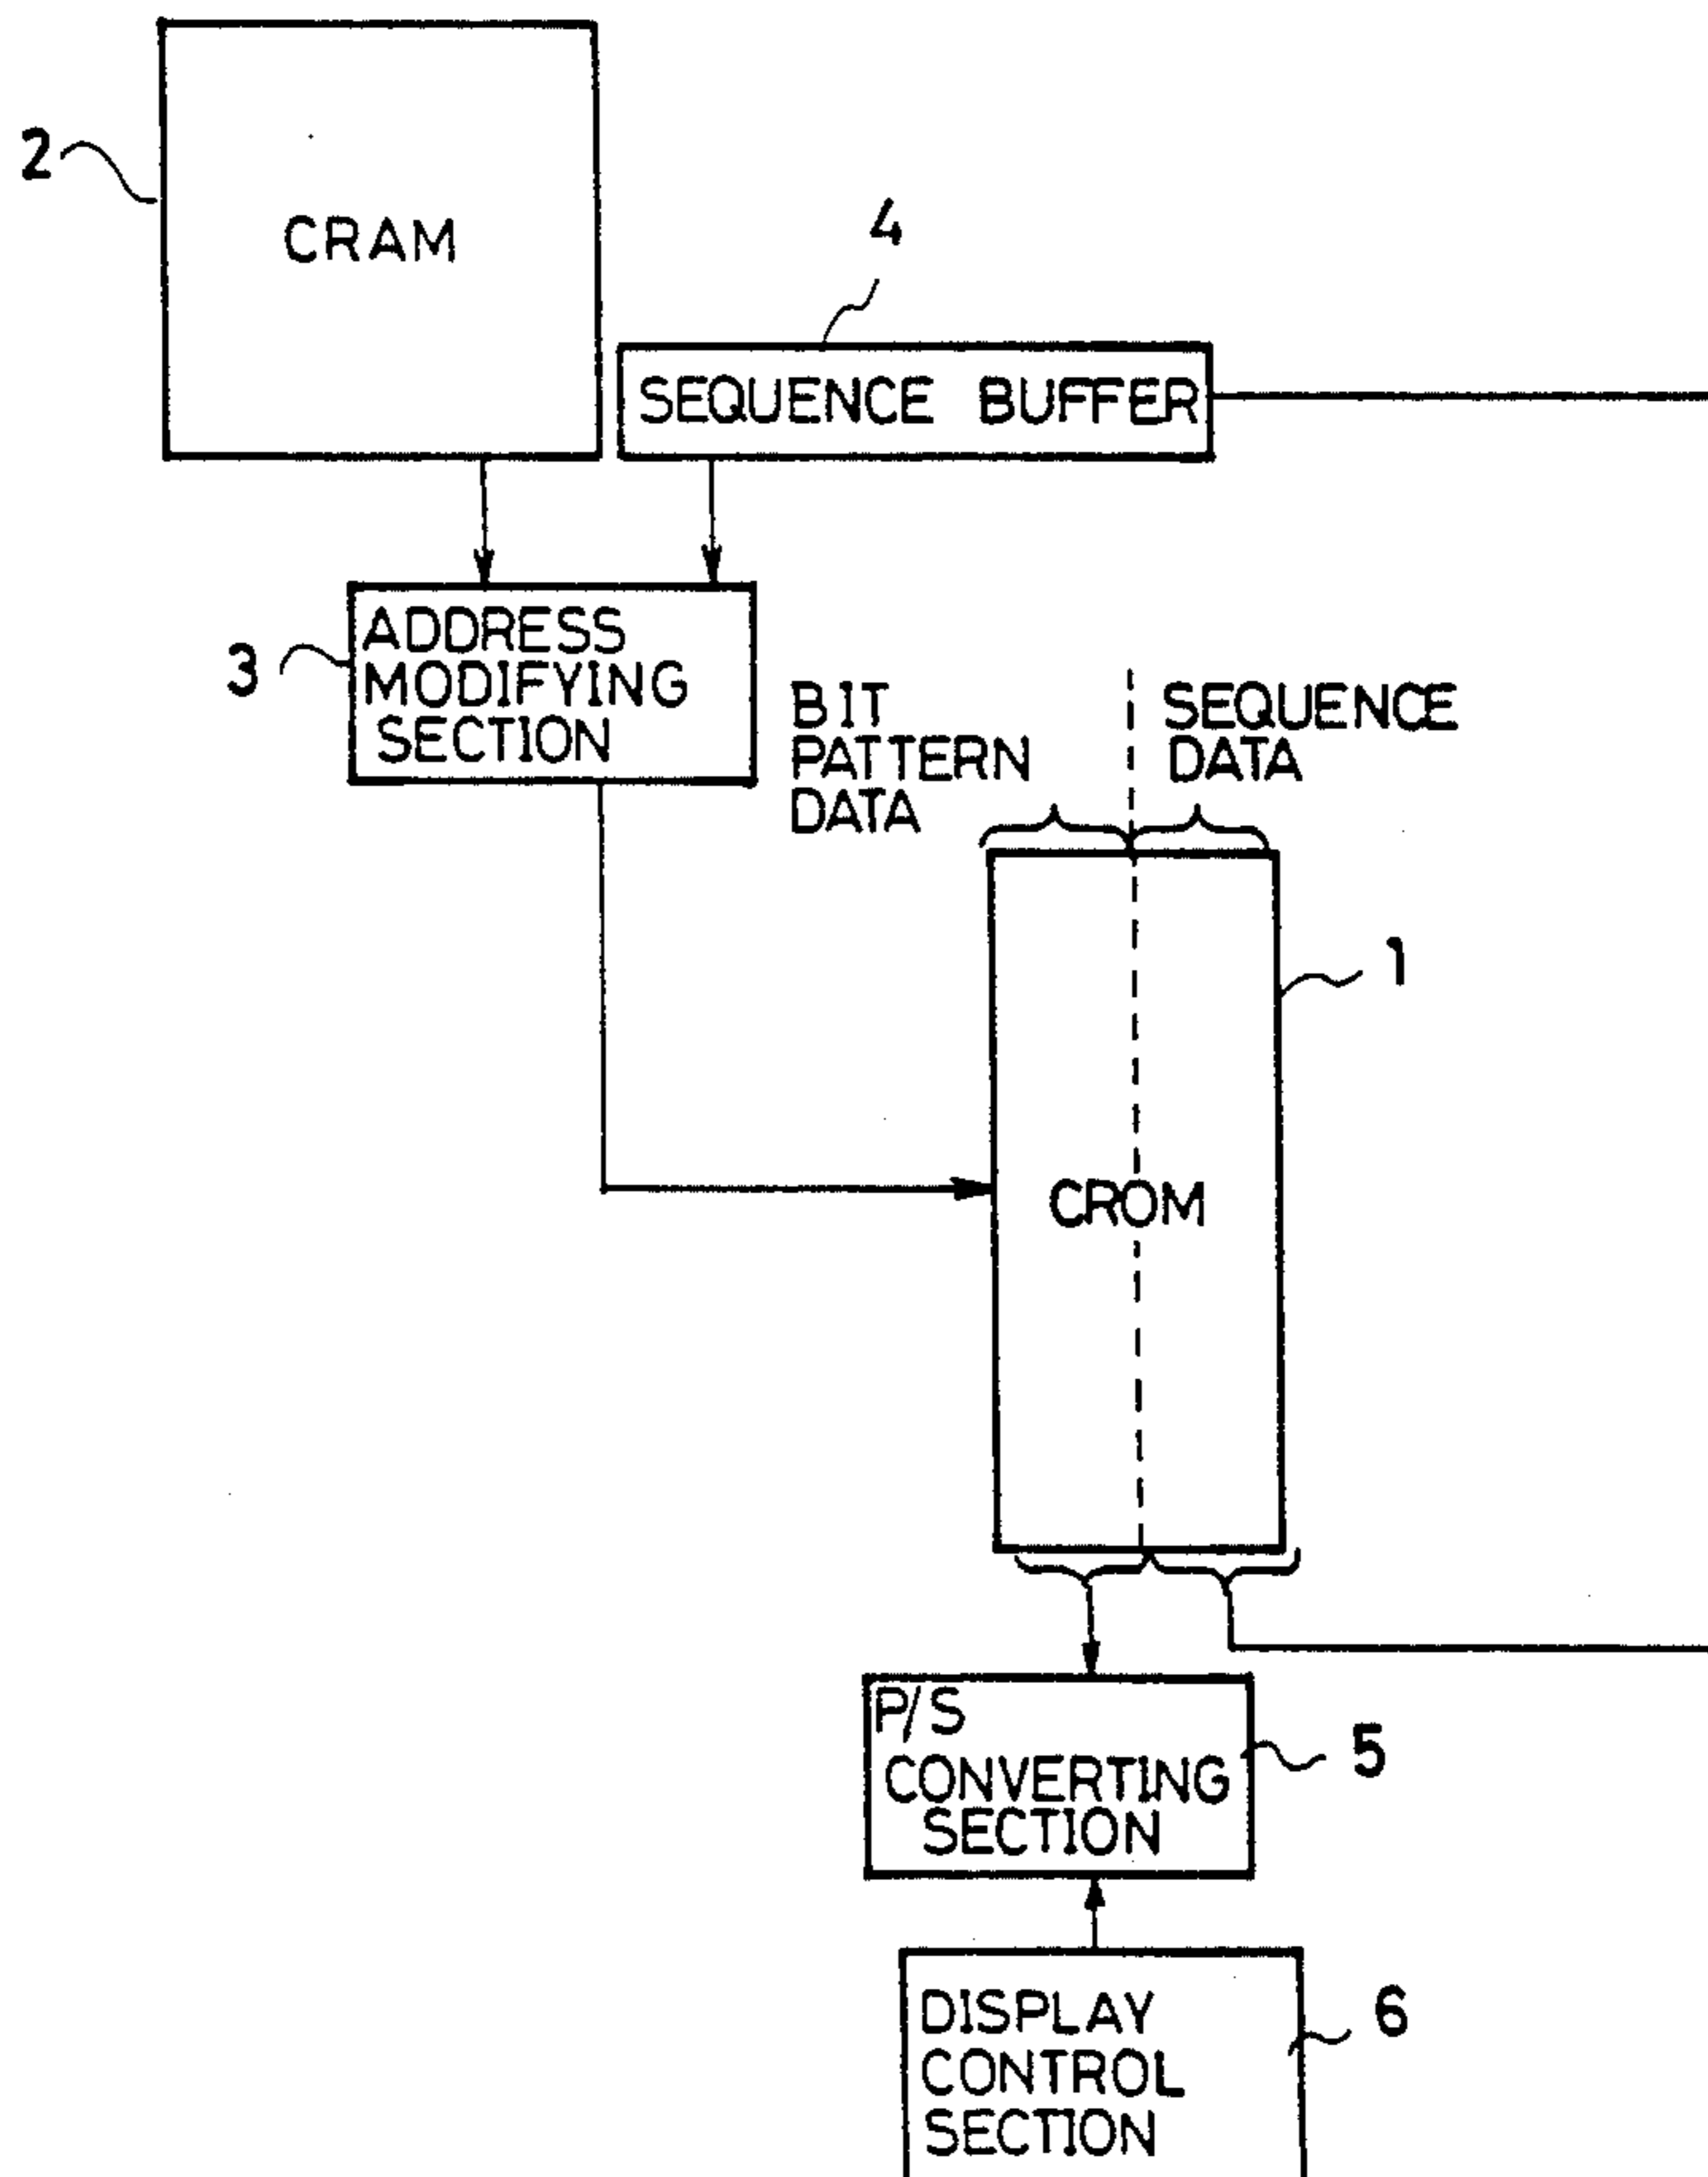 2
CRAM
4
SEQUENCE BUFFER
3
ADDRESS
MODIFYING
SECTION
BIT
PATTERN
DATA
SEQUENCE
DATA
1
CROM
P/S
CONVERTING
SECTION
5
DISPLAY
CONTROL
SECTION
6